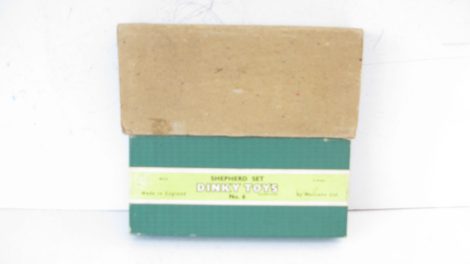 SHEPHERD SET
DINKY TOYS
Made in England
No. 6
by Meccano Ltd.